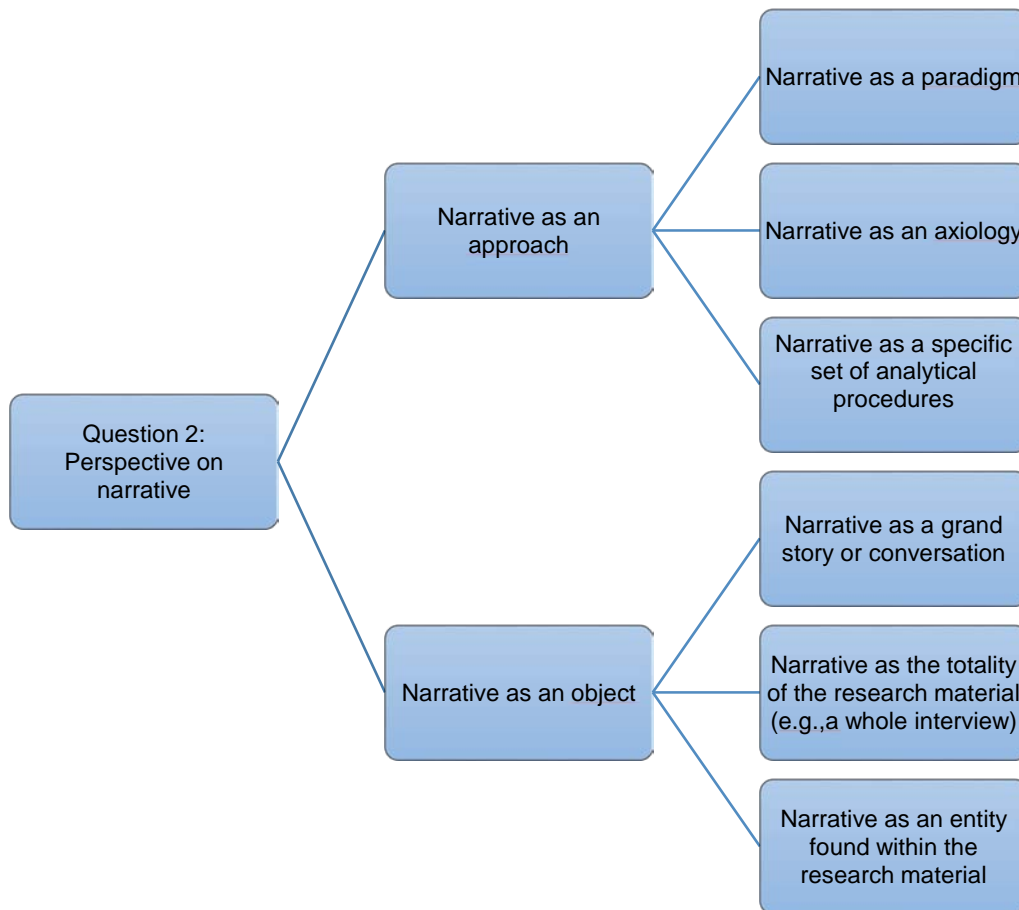 Question 2:
Perspective on
narrative
Narrative as an
approach
Narrative as a paradigm
Narrative as an axiology
Narrative as a specific
set of analytical
procedures
Narrative as an object
Narrative as a grand
story or conversation
Narrative as the totality
of the research material
(e.g.,a whole interview)
Narrative as an entity
found within the
research material